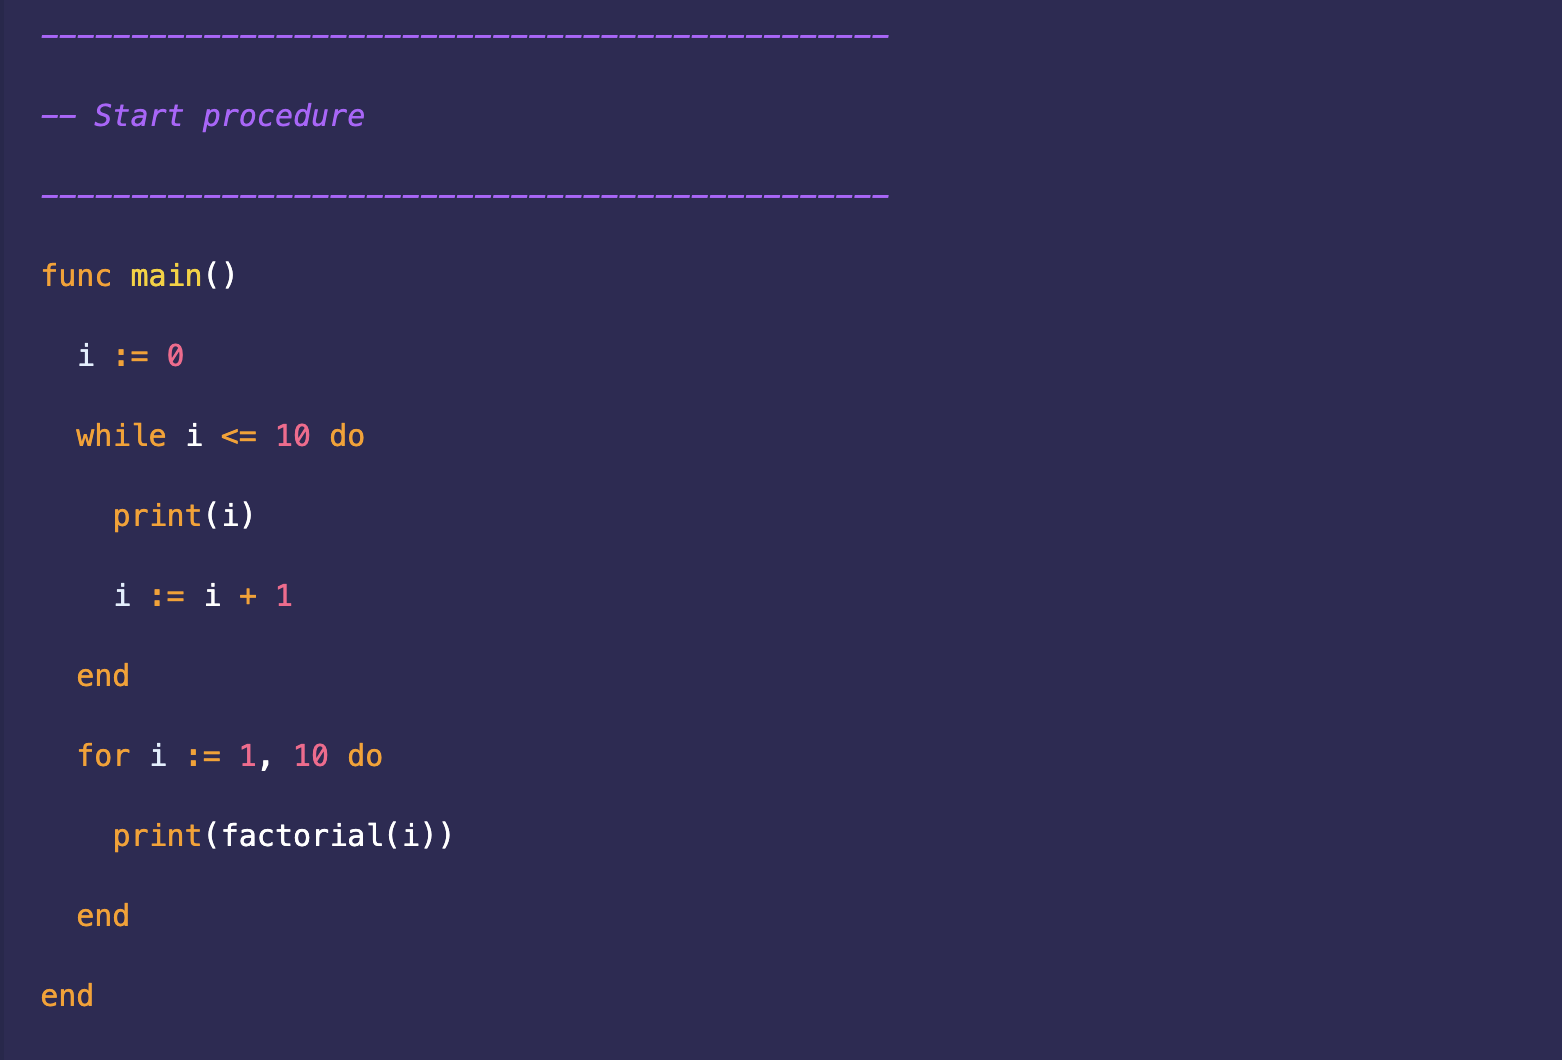 -----------------------------------------------
-- Start procedure
-----------------------------------------------
func main()
  i := 0
  while i <= 10 do
    print(i)
    i := i + 1
  end
  for i := 1, 10 do
    print(factorial(i))
  end
end